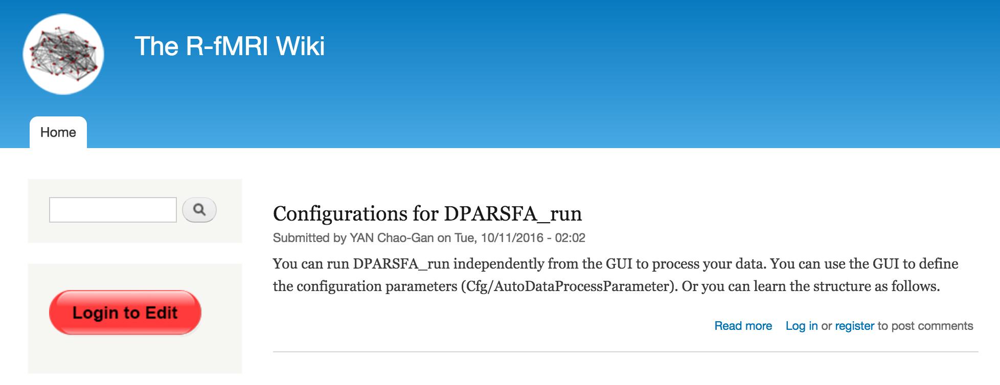 The R-fMRI Wiki
Home
Configurations for DPARSFA_run
Submitted by YAN Chao-Gan on Tue, 10/11/2016 - 02:02
You can run DPARSFA_run independently from the GUI to process your data. You can use the GUI to define
the configuration parameters (Cfg/AutoDataProcessParameter). Or you can learn the structure as follows.
Login to Edit
Read more Log in or register to post comments